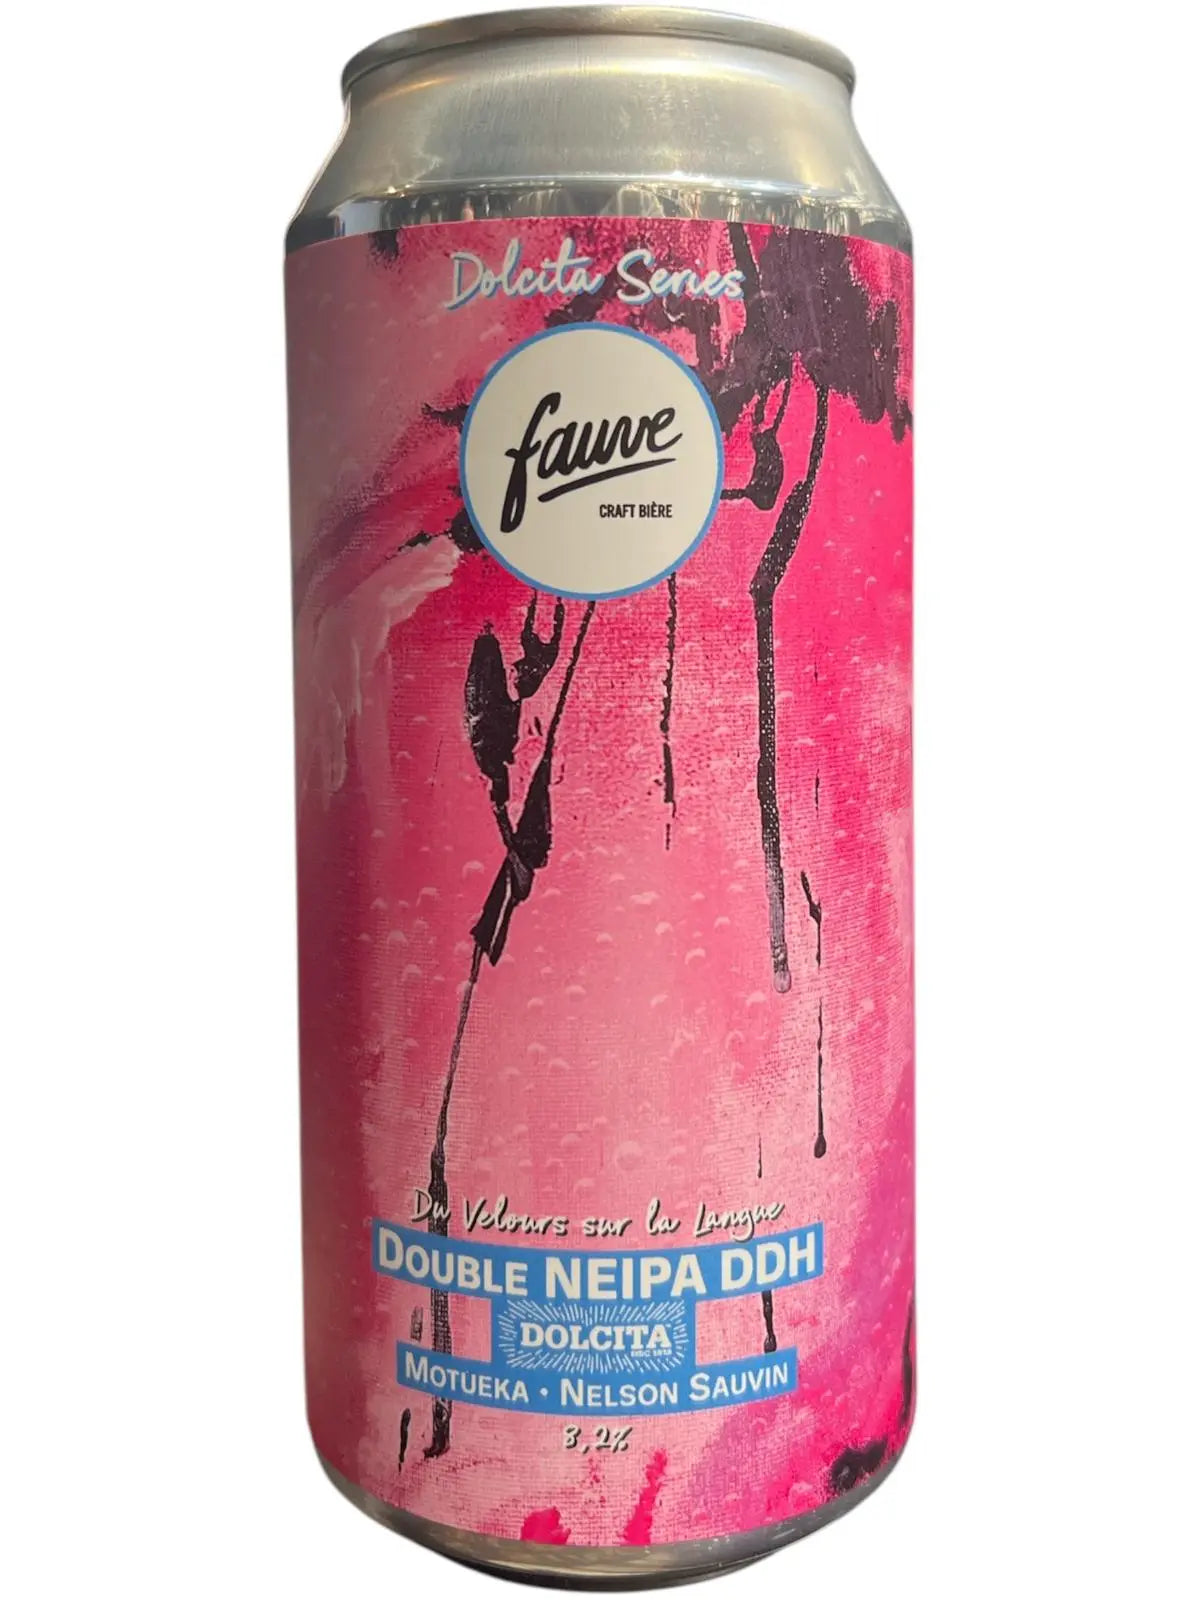 Dolcita Series
fauve
CRAFT BIÈRE
Du Velours sur la Langue
DOUBLE NEIPA DDH
DOLCITA
MOTUEKA • NELSON SAUVIN
8,2%